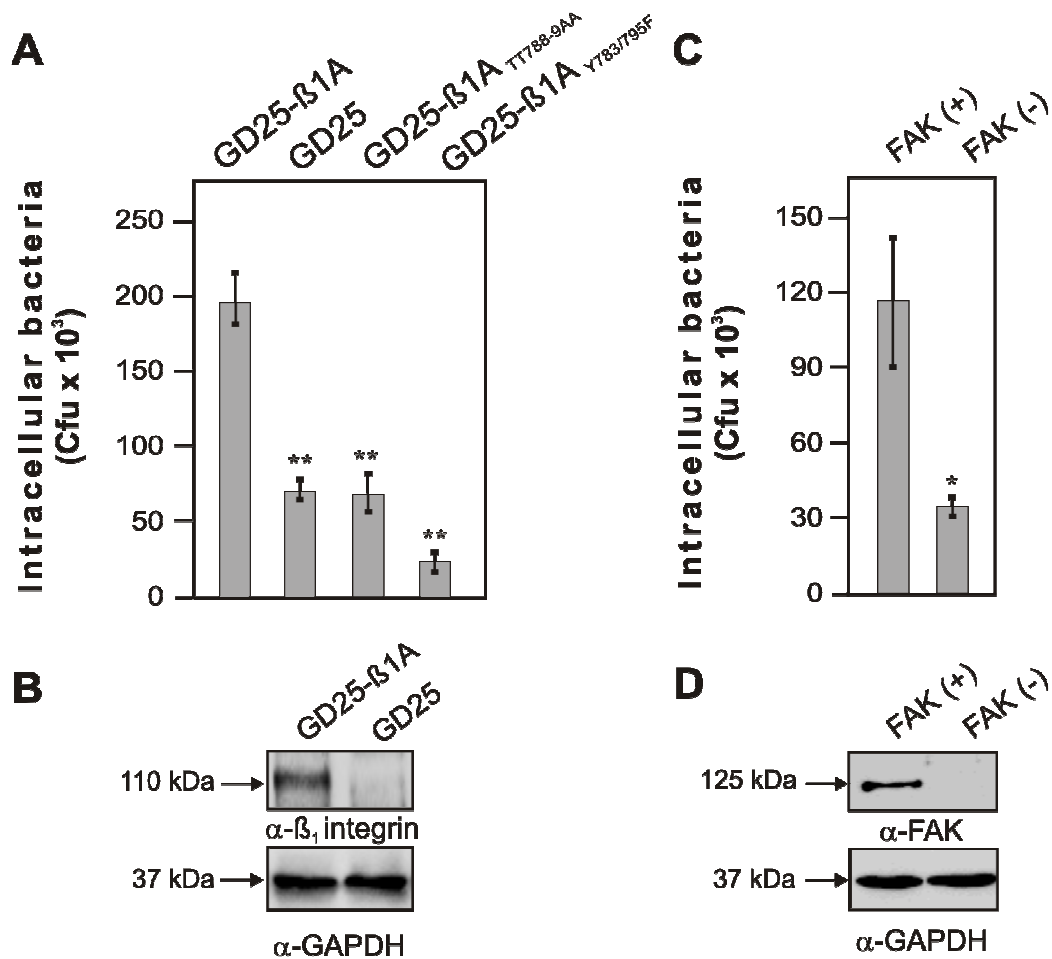 A
GD25-ß1A
GD25
GD25-ß1A TT788-9AA
GD25-ß1A Y783/795F
Intracellular bacteria
(Cfu x 10³)
250
200
150
100
50
0
**
**
**
C
FAK (+)
FAK (-)
Intracellular bacteria
(Cfu x 10³)
150
120
90
60
30
0
*
B
GD25-ß1A
GD25
110 kDa
α-ß₁ integrin
37 kDa
α-GAPDH
D
FAK (+)
FAK (-)
125 kDa
α-FAK
37 kDa
α-GAPDH